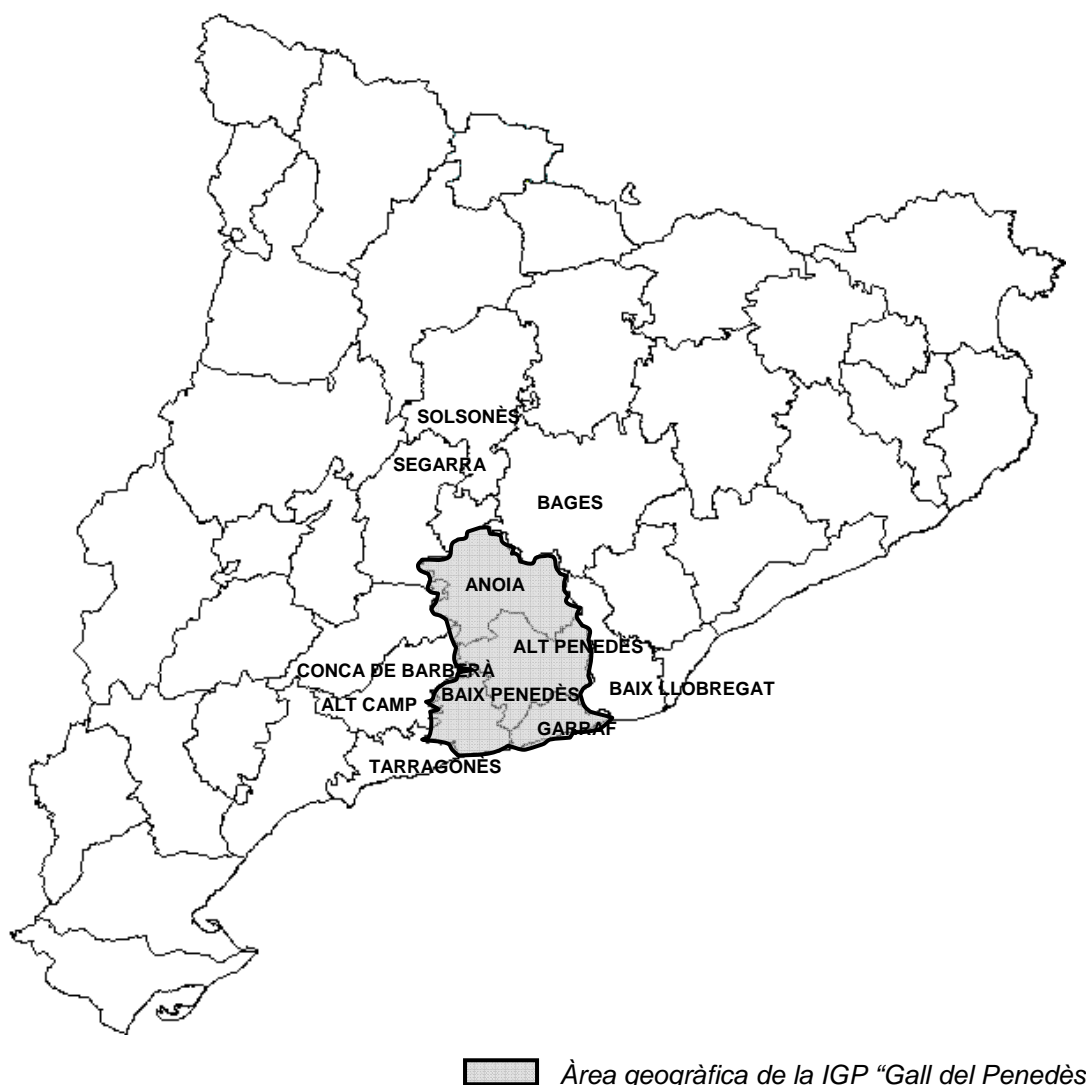 SOLSONÈS
SEGARRA
BAGES
ANOIA
ALT PENEDÈS
CONCA DE BARBERÀ
BAIX PENEDÈS
BAIX LLOBREGAT
ALT CAMP
GARRAF
TARRAGONÈS
Àrea geogràfica de la IGP “Gall del Penedès